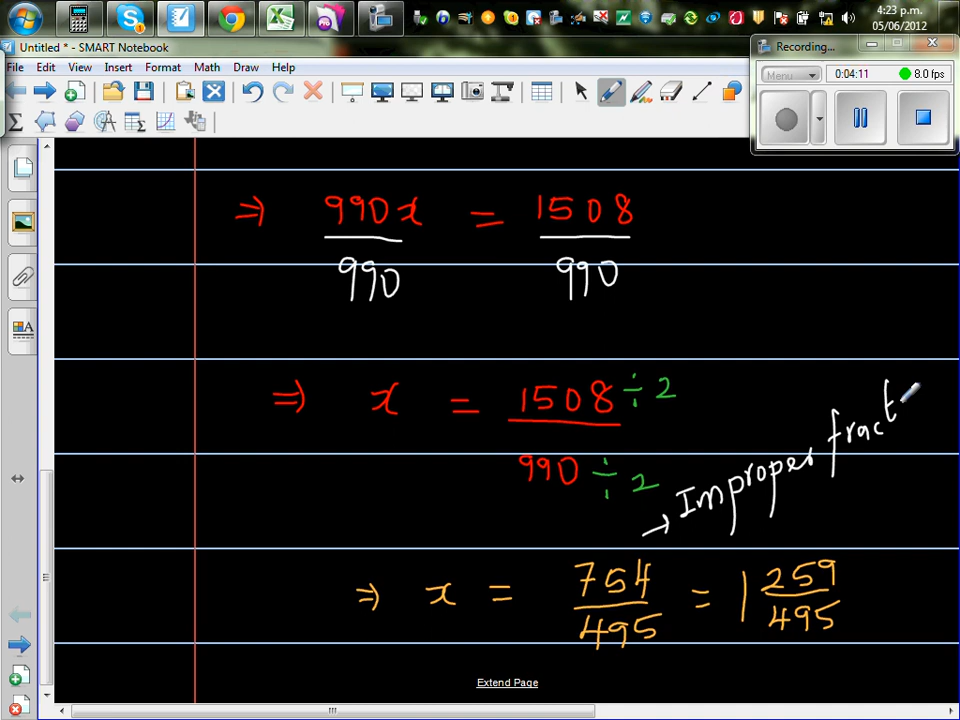 4:23 p.m.
05/06/2012
Untitled * - SMART Notebook
File Edit View Insert Format Math Draw Help
Recording...
Menu 0:04:11 8.0 fps
⇒ 990x = 1508
990 990
⇒ x = 1508 ÷ 2
990 ÷ 2
→ Improper fract
⇒ x = 754 = 1 259
495 495
Extend Page